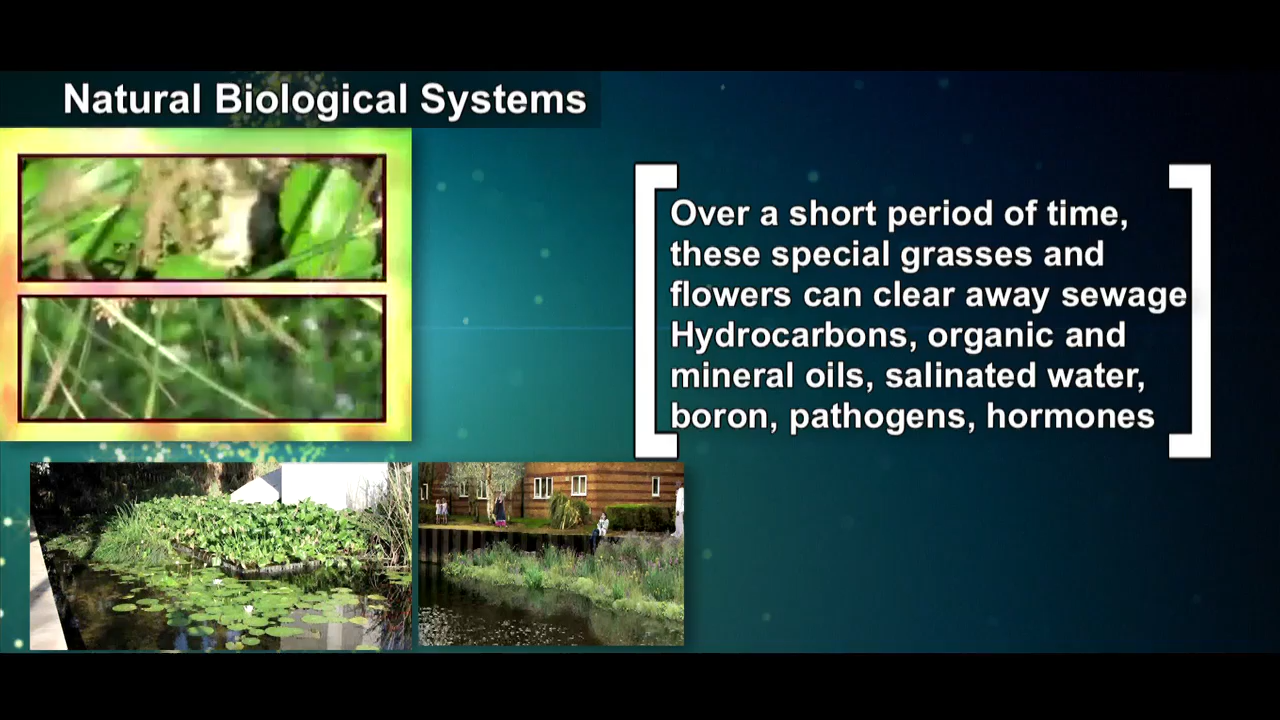 Natural Biological Systems
Over a short period of time,
these special grasses and
flowers can clear away sewage
Hydrocarbons, organic and
mineral oils, salinated water,
boron, pathogens, hormones